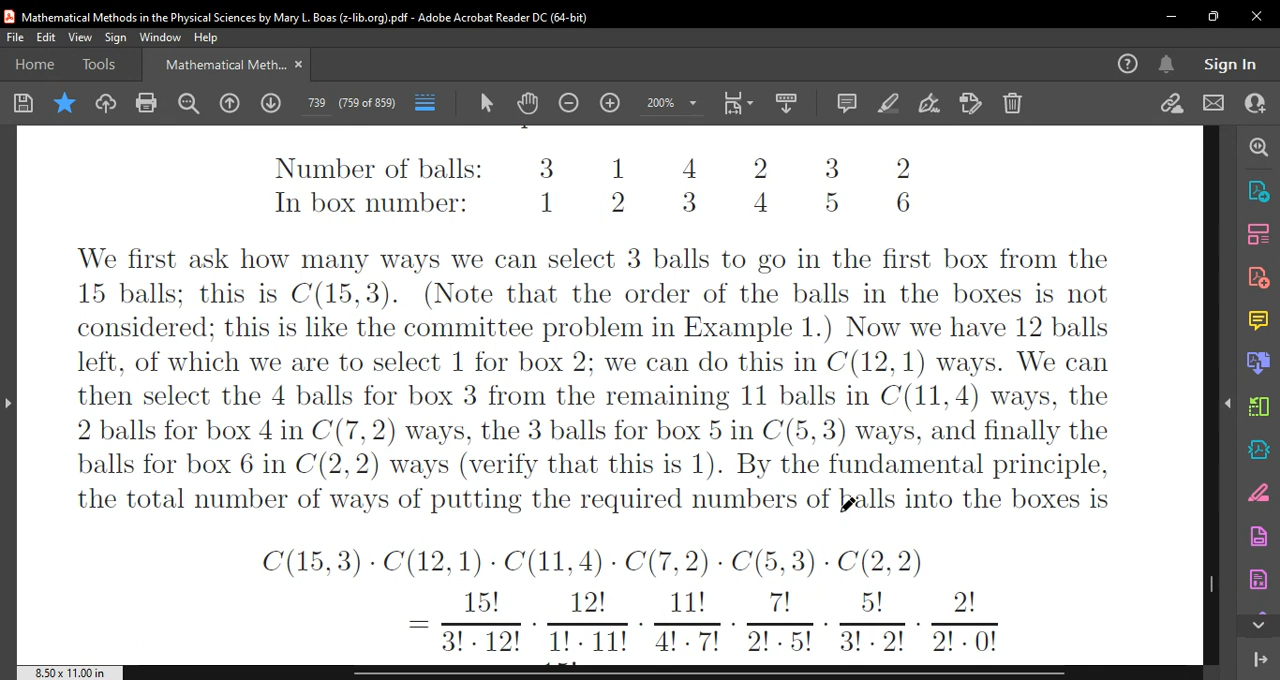 Mathematical Methods in the Physical Sciences by Mary L. Boas (z-lib.org).pdf - Adobe Acrobat Reader DC (64-bit)
File Edit View Sign Window Help
Home Tools Mathematical Meth... × Sign In
739 (759 of 859) 200%
Number of balls: 3 1 4 2 3 2
In box number: 1 2 3 4 5 6
We first ask how many ways we can select 3 balls to go in the first box from the
15 balls; this is C(15, 3). (Note that the order of the balls in the boxes is not
considered; this is like the committee problem in Example 1.) Now we have 12 balls
left, of which we are to select 1 for box 2; we can do this in C(12, 1) ways. We can
then select the 4 balls for box 3 from the remaining 11 balls in C(11, 4) ways, the
2 balls for box 4 in C(7, 2) ways, the 3 balls for box 5 in C(5, 3) ways, and finally the
balls for box 6 in C(2, 2) ways (verify that this is 1). By the fundamental principle,
the total number of ways of putting the required numbers of balls into the boxes is
C(15, 3) · C(12, 1) · C(11, 4) · C(7, 2) · C(5, 3) · C(2, 2)
15! 12! 11! 7! 5! 2!
= 3! · 12! · 1! · 11! · 4! · 7! · 2! · 5! · 3! · 2! · 2! · 0!
8.50 x 11.00 in